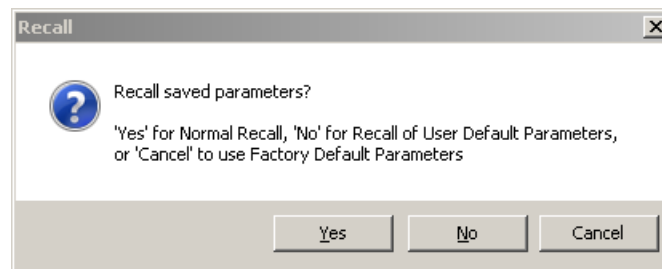 Recall
Recall saved parameters?
'Yes' for Normal Recall, 'No' for Recall of User Default Parameters,
or 'Cancel' to use Factory Default Parameters
Yes No Cancel